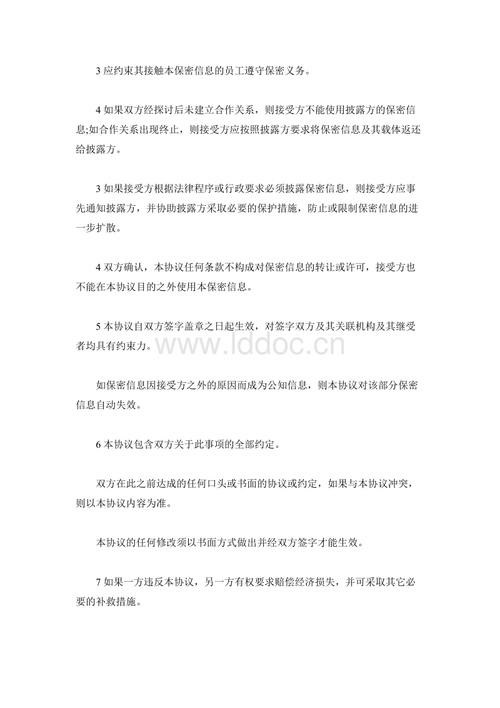 3 应约束其接触本保密信息的员工遵守保密义务。
4 如果双方经探讨后未建立合作关系，则接受方不能使用披露方的保密信
息;如合作关系出现终止，则接受方应按照披露方要求将保密信息及其载体返还
给披露方。
3 如果接受方根据法律程序或行政要求必须披露保密信息，则接受方应事
先通知披露方，并协助披露方采取必要的保护措施，防止或限制保密信息的进
一步扩散。
4 双方确认，本协议任何条款不构成对保密信息的转让或许可，接受方也
不能在本协议目的之外使用本保密信息。
5 本协议自双方签字盖章之日起生效，对签字双方及其关联机构及其继受
者均具有约束力。
www.lddoc.cn
如保密信息因接受方之外的原因而成为公知信息，则本协议对该部分保密
信息自动失效。
6 本协议包含双方关于此事项的全部约定。
双方在此之前达成的任何口头或书面的协议或约定，如果与本协议冲突，
则以本协议内容为准。
本协议的任何修改须以书面方式做出并经双方签字才能生效。
7 如果一方违反本协议，另一方有权要求赔偿经济损失，并可采取其它必
要的补救措施。